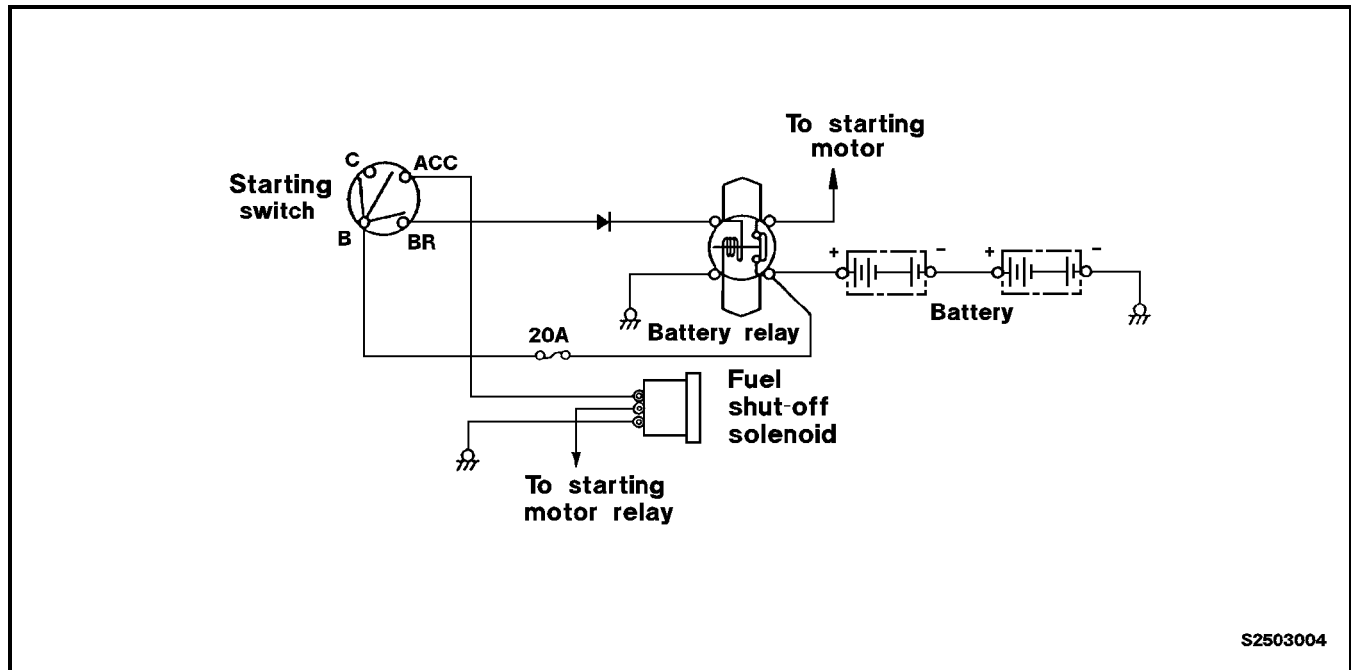 To starting
motor
C
ACC
Starting
switch
B
BR
+
-
+
-
Battery
Battery relay
20A
Fuel
shut-off
solenoid
To starting
motor relay
S2503004